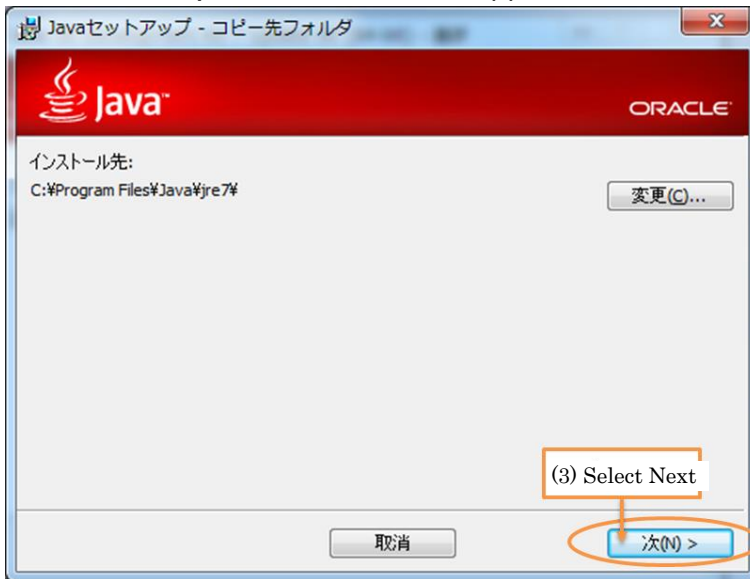 Javaセットアップ - コピー先フォルダ
Java™
ORACLE®
インストール先:
C:¥Program Files¥Java¥jre7¥
変更(C)...
(3) Select Next
取消
次(N) >